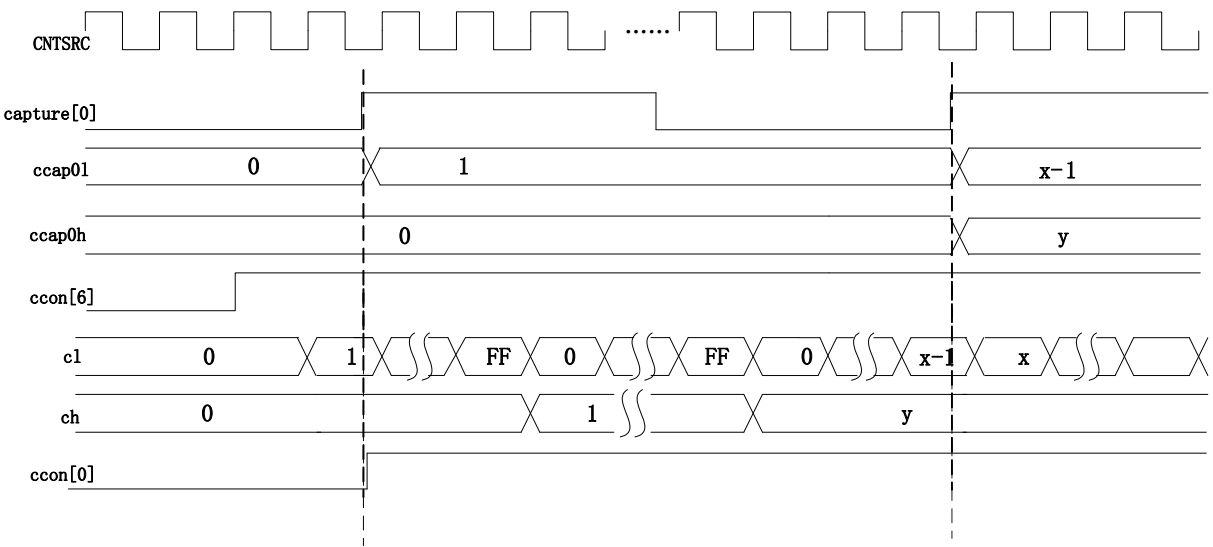 CNTSRC ......
capture[0]
ccap0l 0 1 x-1
ccap0h 0 y
ccon[6]
cl 0 1 FF 0 FF 0 x-1 x
ch 0 1 y
ccon[0]